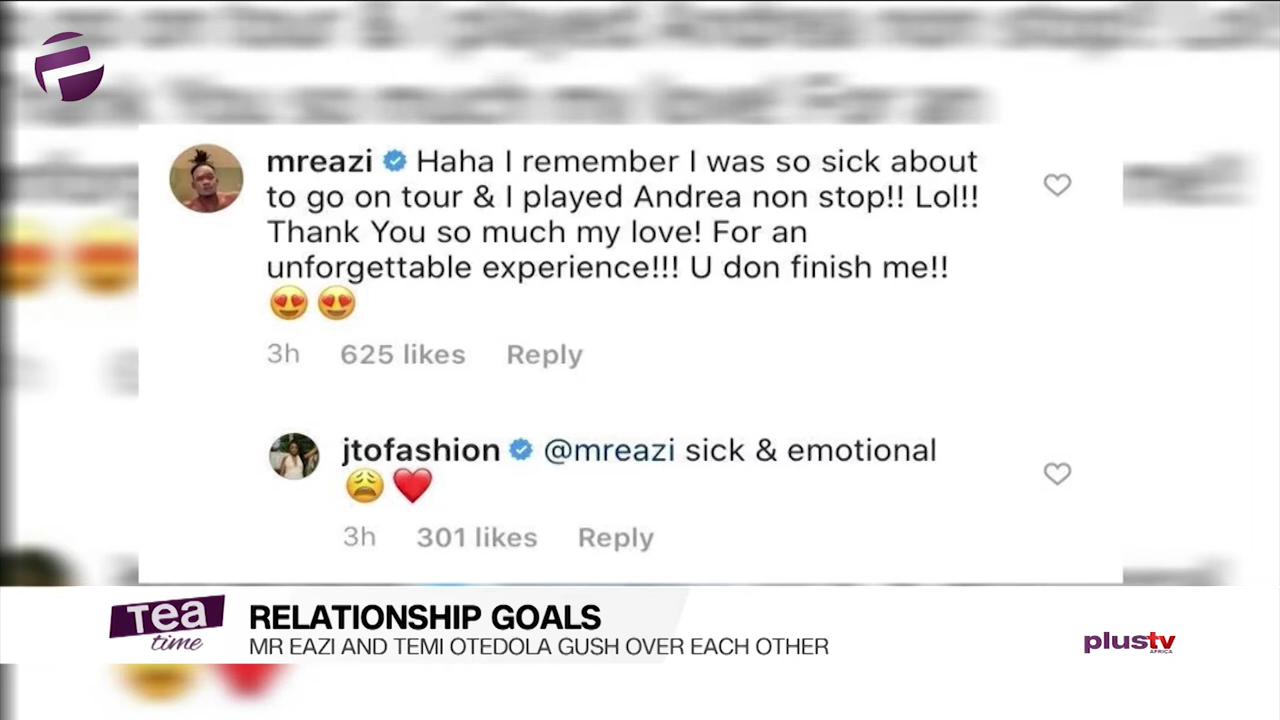 mreazi Haha I remember I was so sick about
to go on tour & I played Andrea non stop!! Lol!!
Thank You so much my love! For an
unforgettable experience!!! U don finish me!!
😍 😍
3h 625 likes Reply
jtofashion @mreazi sick & emotional
😩 ❤️
3h 301 likes Reply
Tea
time
RELATIONSHIP GOALS
MR EAZI AND TEMI OTEDOLA GUSH OVER EACH OTHER
plustv
AFRICA